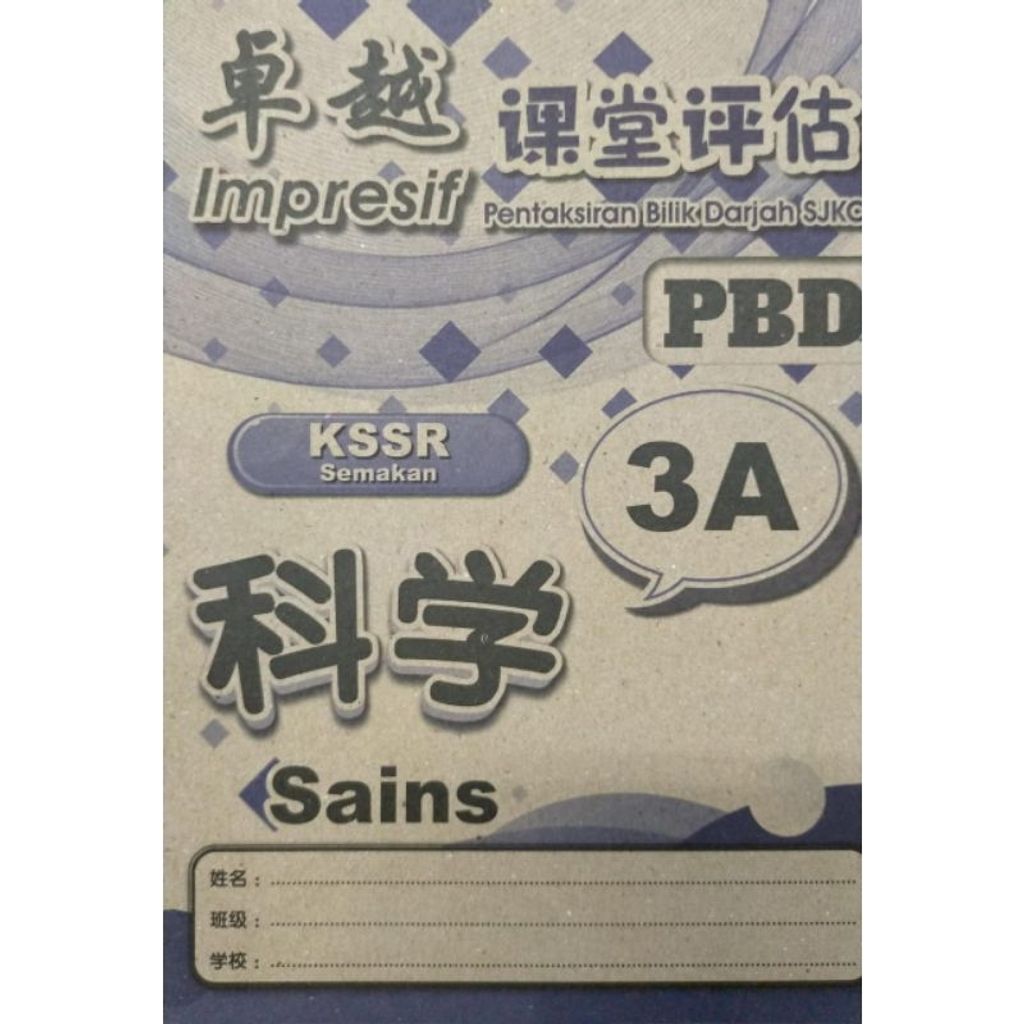 卓越
Impresif
课堂评估
Pentaksiran Bilik Darjah SJKC
PBD
KSSR
Semakan
3A
科学
Sains
姓名：
班级：
学校：